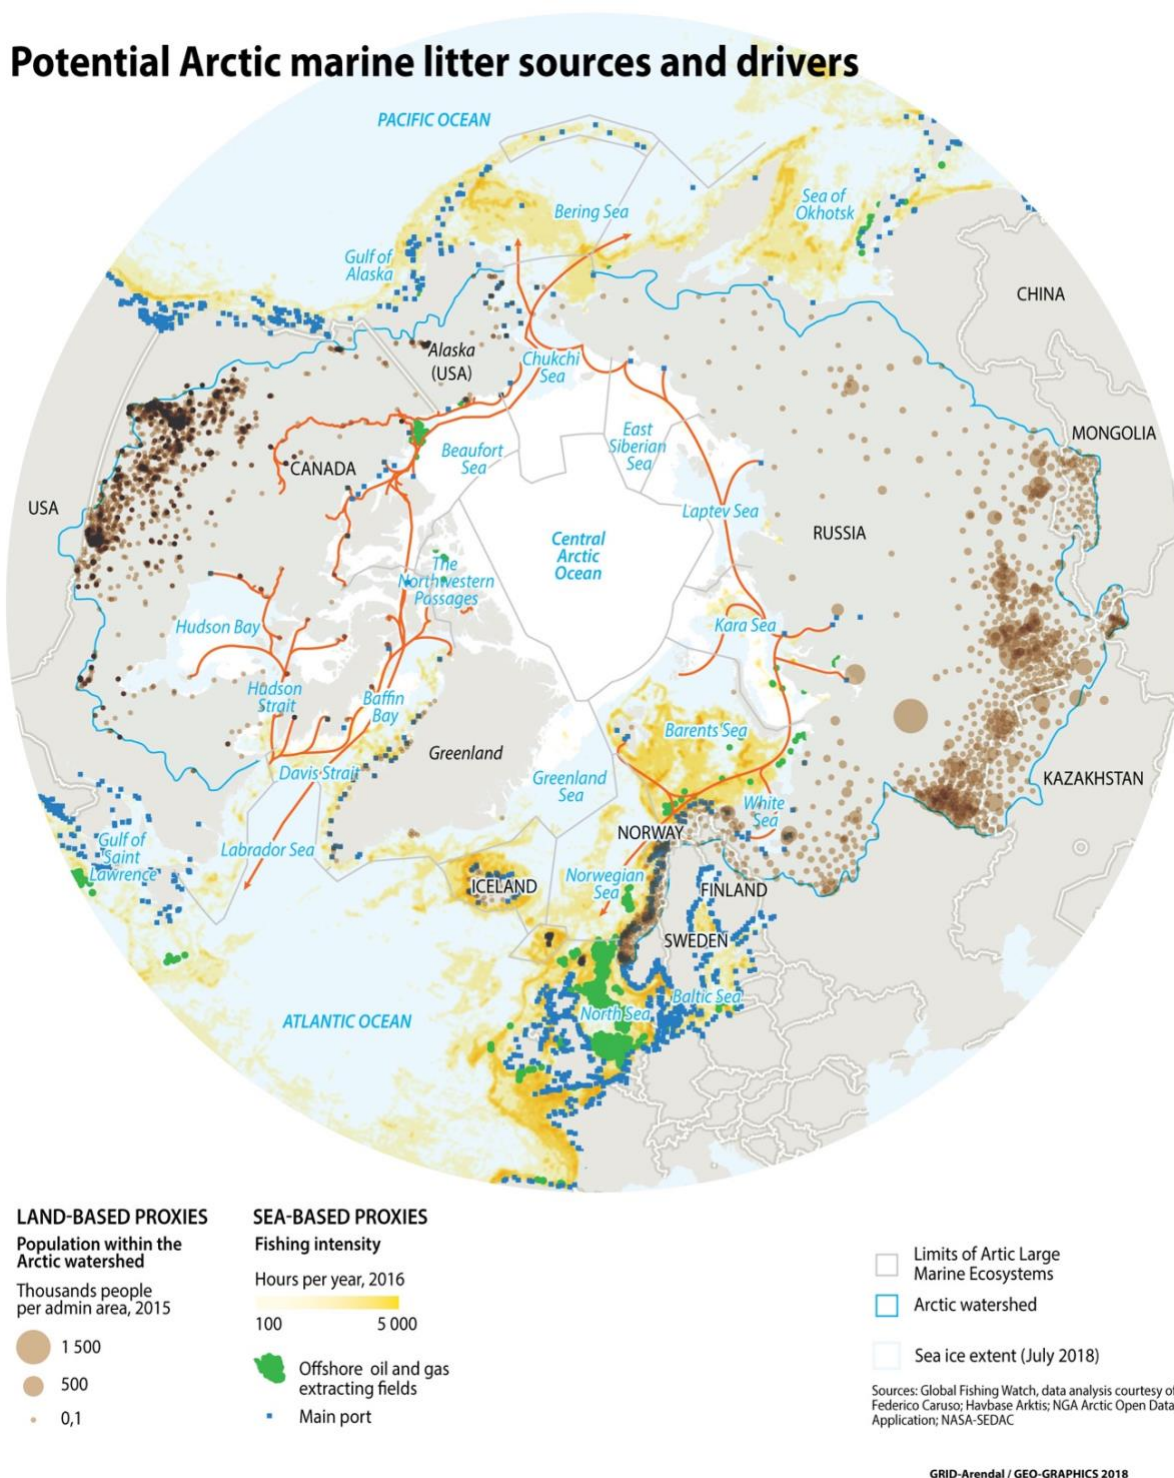 Potential Arctic marine litter sources and drivers
PACIFIC OCEAN
Bering Sea
Sea of
Okhotsk
Gulf of
Alaska
CHINA
Alaska
(USA)
Chukchi
Sea
MONGOLIA
East
Siberian
Sea
Beaufort
Sea
CANADA
USA
Laptev Sea
RUSSIA
Central
Arctic
Ocean
The
Northwestern
Passages
Hudson Bay
Kara Sea
Hudson
Strait
Baffin
Bay
Barents Sea
Greenland
Davis Strait
Greenland
Sea
KAZAKHSTAN
White
Sea
NORWAY
Gulf of
Saint
Lawrence
Labrador Sea
ICELAND
Norwegian
Sea
FINLAND
SWEDEN
Baltic Sea
North Sea
ATLANTIC OCEAN
LAND-BASED PROXIES
Population within the
Arctic watershed
Thousands people
per admin area, 2015
1 500
500
0,1
SEA-BASED PROXIES
Fishing intensity
Hours per year, 2016
100 5 000
Offshore oil and gas
extracting fields
Main port
Limits of Artic Large
Marine Ecosystems
Arctic watershed
Sea ice extent (July 2018)
Sources: Global Fishing Watch, data analysis courtesy of
Federico Caruso; Havbase Arktis; NGA Arctic Open Data
Application; NASA-SEDAC
GRID-Arendal / GEO-GRAPHICS 2018